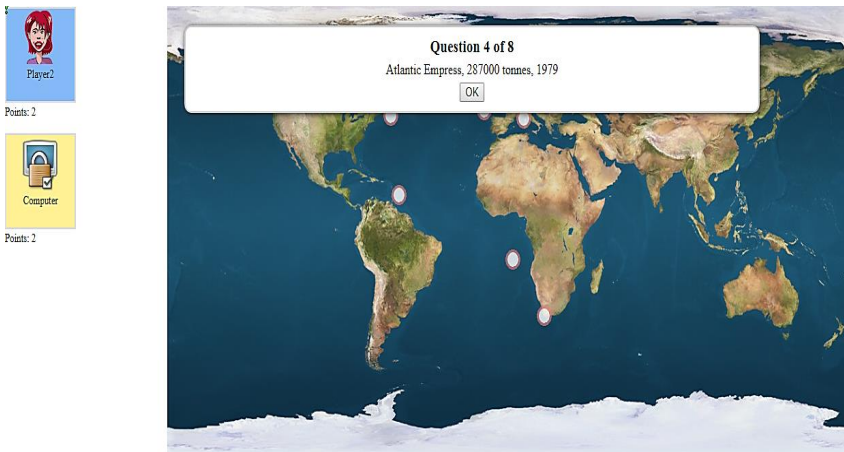 Player2
Points: 2
Computer
Points: 2
Question 4 of 8
Atlantic Empress, 287000 tonnes, 1979
OK